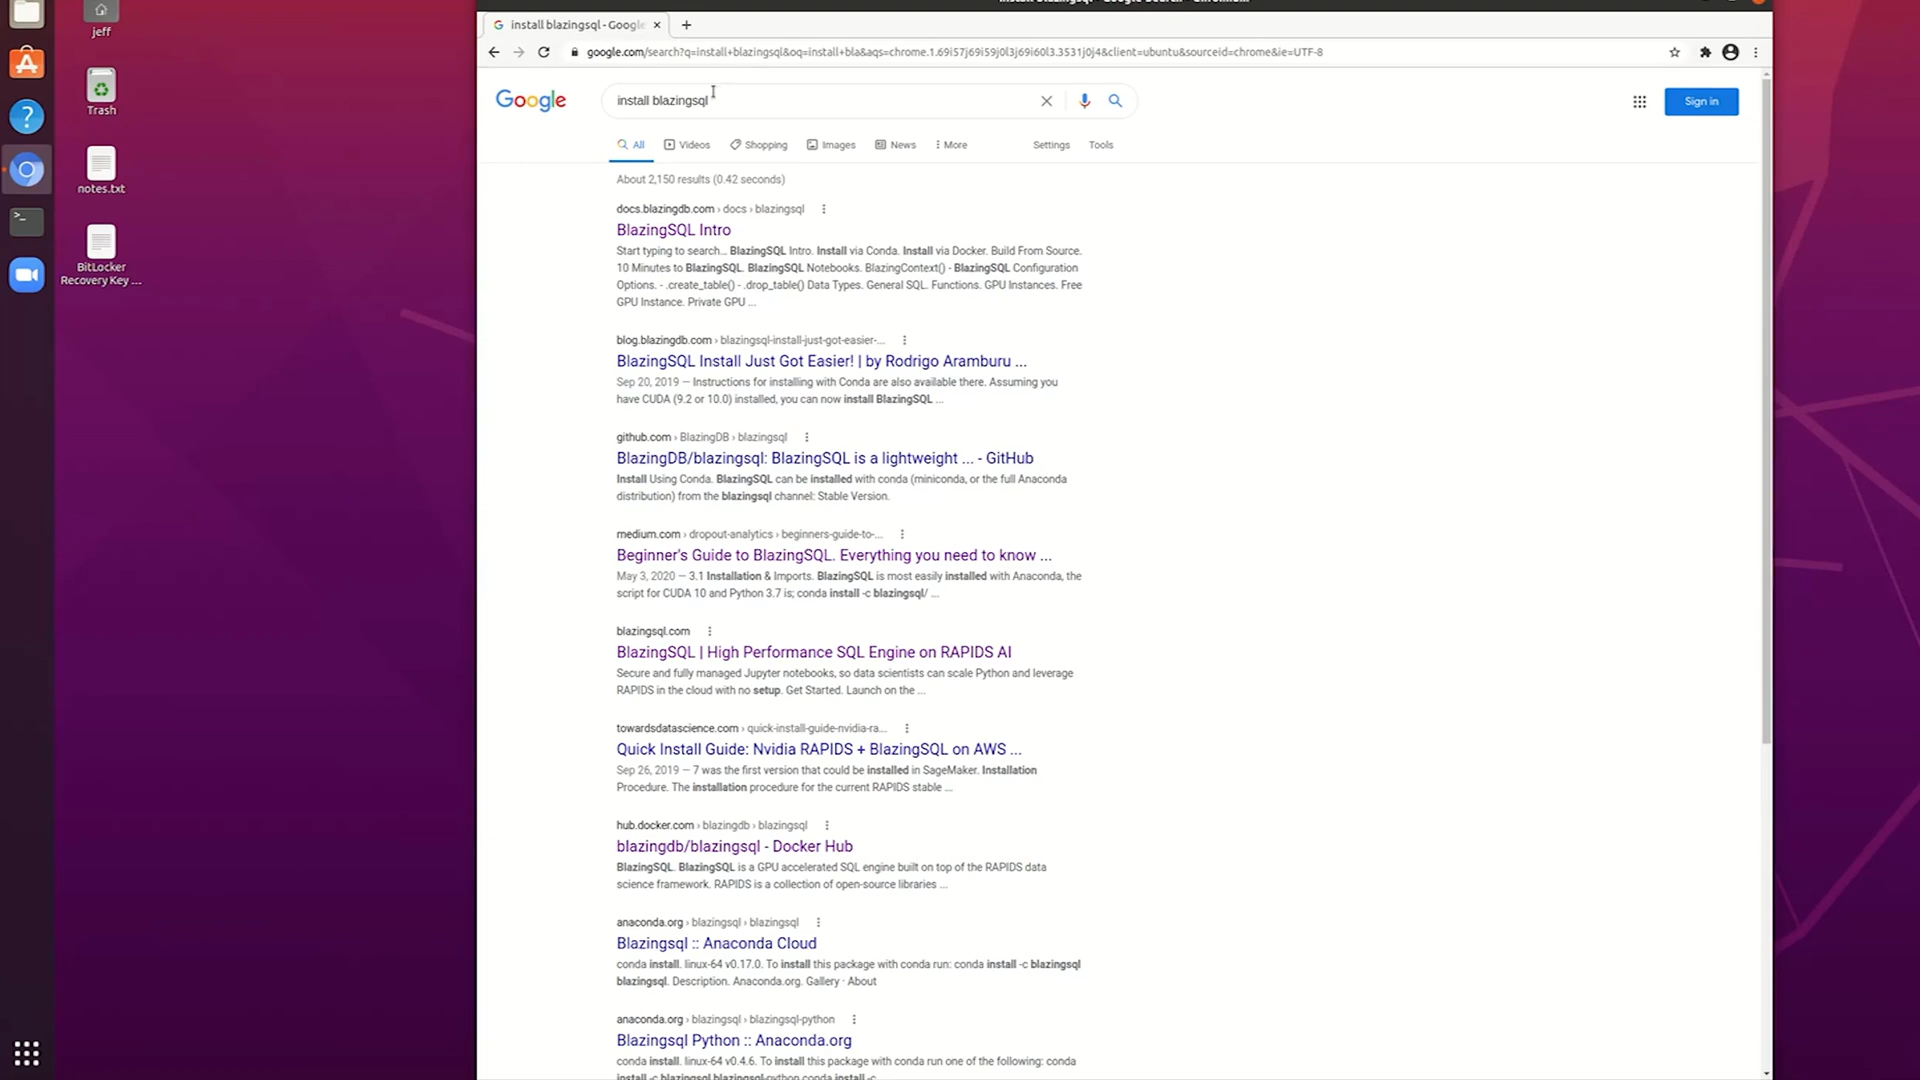 jeff
Trash
notes.txt
BitLocker
Recovery Key ...
install blazingsql - Google
google.com/search?q=install+blazingsql&oq=install+bla&aqs=chrome.1.69i57j69i59j0l3j69i60l3.3531j0j4&client=ubuntu&sourceid=chrome&ie=UTF-8
Google
install blazingsql
Sign in
All
Videos
Shopping
Images
News
More
Settings
Tools
About 2,150 results (0.42 seconds)
docs.blazingdb.com › docs › blazingsql
BlazingSQL Intro
Start typing to search... BlazingSQL Intro. Install via Conda. Install via Docker. Build From Source.
10 Minutes to BlazingSQL. BlazingSQL Notebooks. BlazingContext() - BlazingSQL Configuration
Options. - .create_table() - .drop_table() Data Types. General SQL. Functions. GPU Instances. Free
GPU Instance. Private GPU ...
blog.blazingdb.com › blazingsql-install-just-got-easier-...
BlazingSQL Install Just Got Easier! | by Rodrigo Aramburu ...
Sep 20, 2019 — Instructions for installing with Conda are also available there. Assuming you
have CUDA (9.2 or 10.0) installed, you can now install BlazingSQL ...
github.com › BlazingDB › blazingsql
BlazingDB/blazingsql: BlazingSQL is a lightweight ... - GitHub
Install Using Conda. BlazingSQL can be installed with conda (miniconda, or the full Anaconda
distribution) from the blazingsql channel: Stable Version.
medium.com › dropout-analytics › beginners-guide-to-...
Beginner's Guide to BlazingSQL. Everything you need to know ...
May 3, 2020 — 3.1 Installation & Imports. BlazingSQL is most easily installed with Anaconda, the
script for CUDA 10 and Python 3.7 is; conda install -c blazingsql/ ...
blazingsql.com
BlazingSQL | High Performance SQL Engine on RAPIDS AI
Secure and fully managed Jupyter notebooks, so data scientists can scale Python and leverage
RAPIDS in the cloud with no setup. Get Started. Launch on the ...
towardsdatascience.com › quick-install-guide-nvidia-ra...
Quick Install Guide: Nvidia RAPIDS + BlazingSQL on AWS ...
Sep 26, 2019 — 7 was the first version that could be installed in SageMaker. Installation
Procedure. The installation procedure for the current RAPIDS stable ...
hub.docker.com › blazingdb › blazingsql
blazingdb/blazingsql - Docker Hub
BlazingSQL. BlazingSQL is a GPU accelerated SQL engine built on top of the RAPIDS data
science framework. RAPIDS is a collection of open-source libraries ...
anaconda.org › blazingsql › blazingsql
Blazingsql :: Anaconda Cloud
conda install. linux-64 v0.17.0. To install this package with conda run: conda install -c blazingsql
blazingsql. Description. Anaconda.org. Gallery · About
anaconda.org › blazingsql › blazingsql-python
Blazingsql Python :: Anaconda.org
conda install. linux-64 v0.4.6. To install this package with conda run one of the following: conda
install -c blazingsql blazingsql-python conda install -c